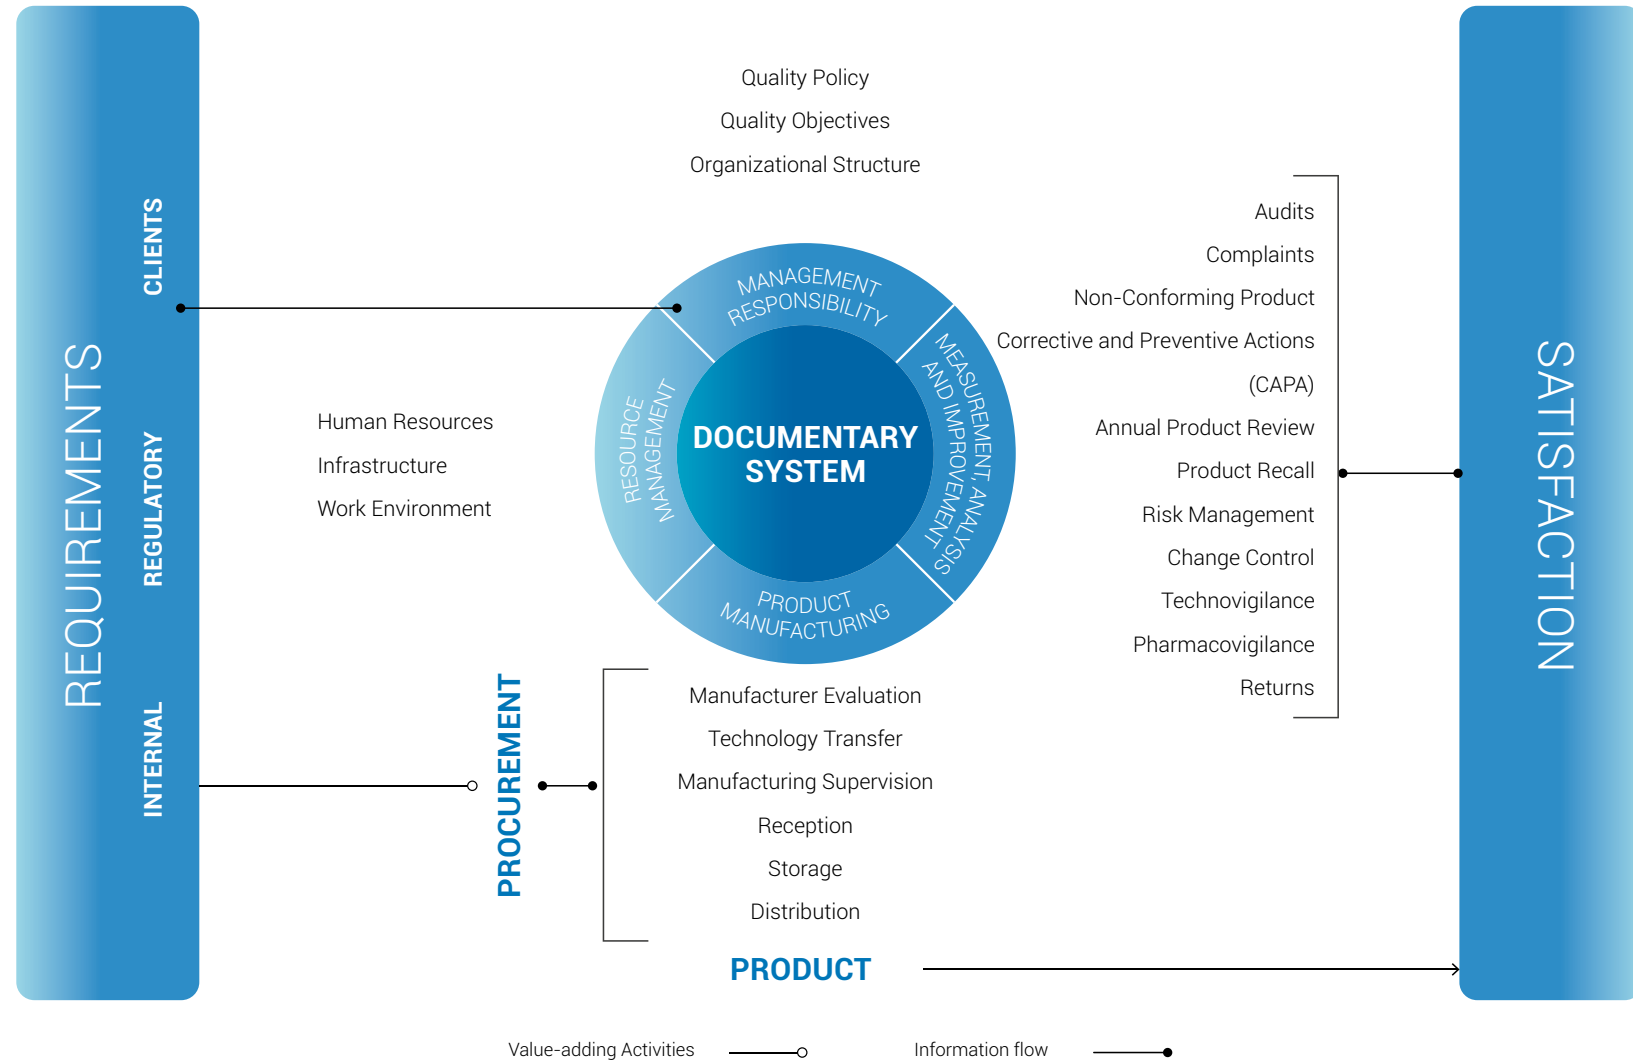 REQUIREMENTS
CLIENTS
REGULATORY
INTERNAL
Quality Policy
Quality Objectives
Organizational Structure
Human Resources
Infrastructure
Work Environment
MANAGEMENT
RESPONSIBILITY
RESOURCE
MANAGEMENT
DOCUMENTARY
SYSTEM
MEASUREMENT, ANALYSIS
AND IMPROVEMENT
PRODUCT
MANUFACTURING
Audits
Complaints
Non-Conforming Product
Corrective and Preventive Actions
(CAPA)
Annual Product Review
Product Recall
Risk Management
Change Control
Technovigilance
Pharmacovigilance
Returns
PROCUREMENT
Manufacturer Evaluation
Technology Transfer
Manufacturing Supervision
Reception
Storage
Distribution
PRODUCT
SATISFACTION
Value-adding Activities
Information flow